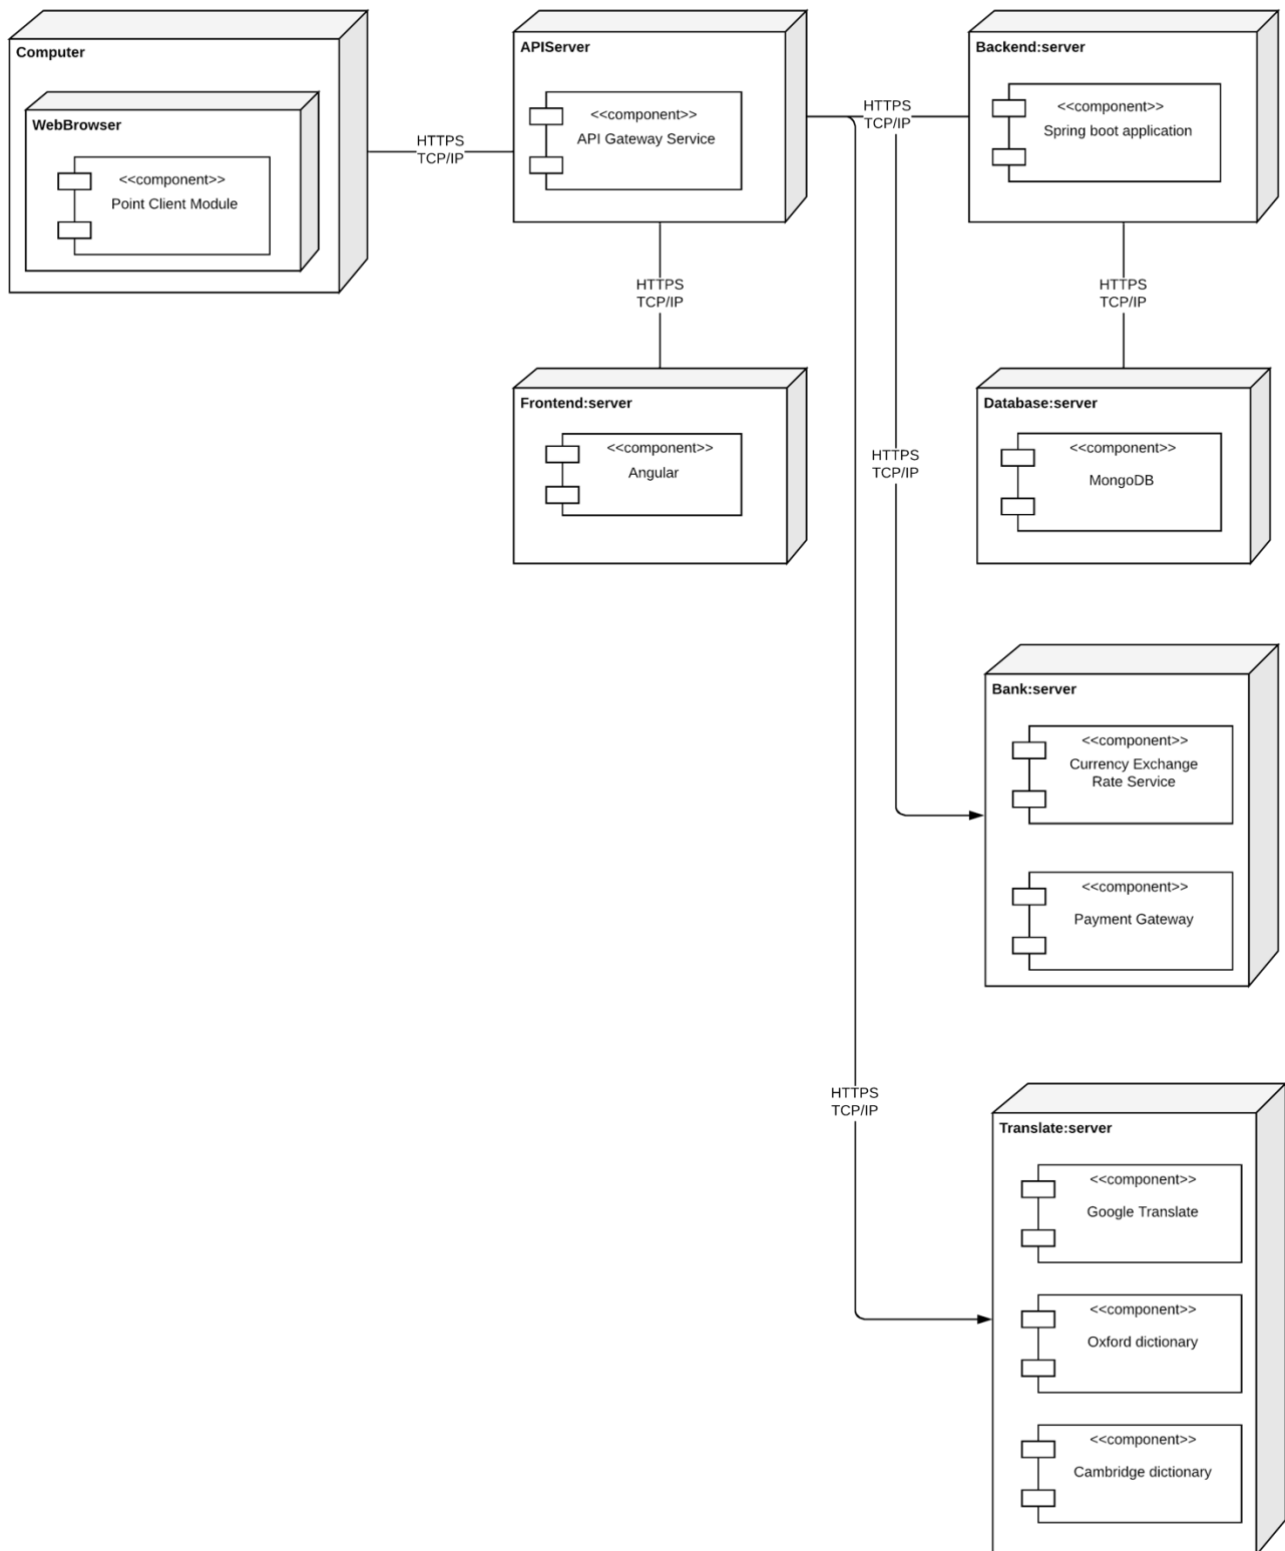 Computer
WebBrowser
<<component>>
Point Client Module
HTTPS
TCP/IP
APIServer
<<component>>
API Gateway Service
HTTPS
TCP/IP
Backend:server
<<component>>
Spring boot application
HTTPS
TCP/IP
HTTPS
TCP/IP
Frontend:server
<<component>>
Angular
Database:server
<<component>>
MongoDB
HTTPS
TCP/IP
Bank:server
<<component>>
Currency Exchange
Rate Service
<<component>>
Payment Gateway
HTTPS
TCP/IP
Translate:server
<<component>>
Google Translate
<<component>>
Oxford dictionary
<<component>>
Cambridge dictionary